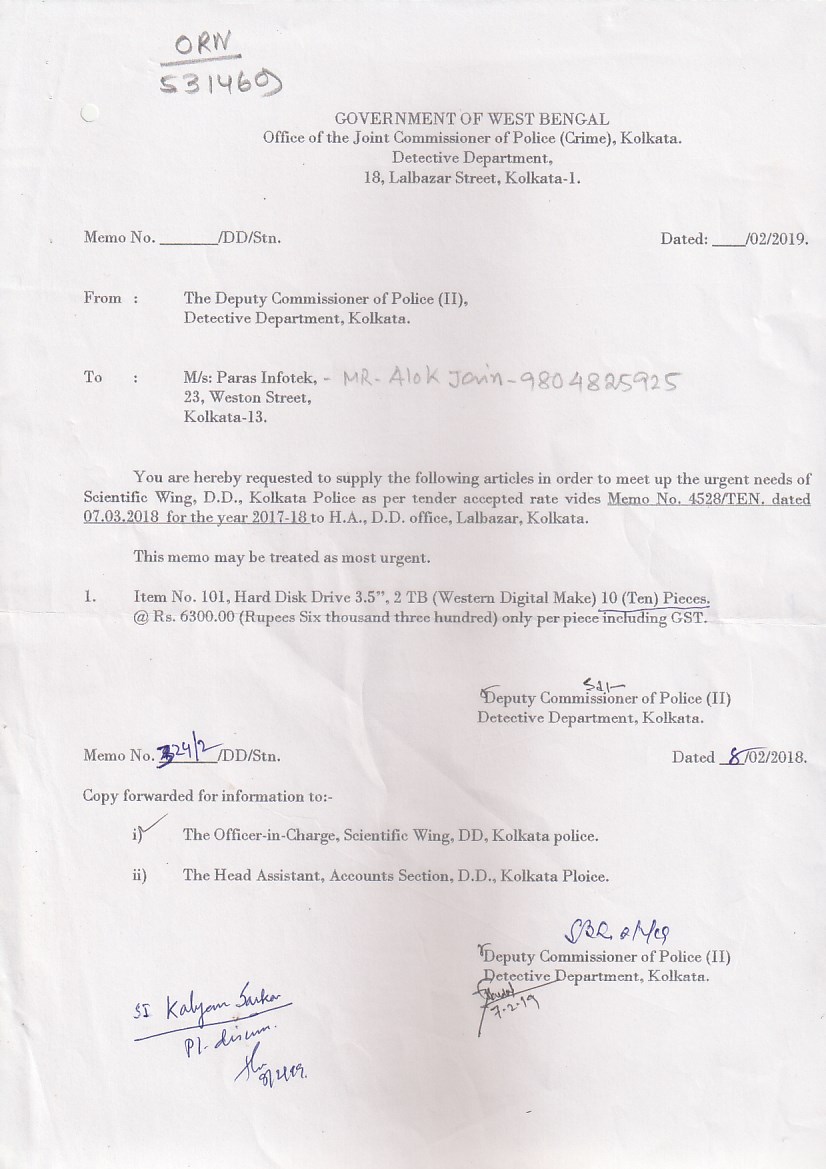 ORN
531469
GOVERNMENT OF WEST BENGAL
Office of the Joint Commissioner of Police (Crime), Kolkata.
Detective Department,
18, Lalbazar Street, Kolkata-1.
Memo No. _______/DD/Stn. Dated: ____/02/2019.
From : The Deputy Commissioner of Police (II),
Detective Department, Kolkata.
To : M/s: Paras Infotek, - MR- Alok Jain - 9804825925
23, Weston Street,
Kolkata-13.
You are hereby requested to supply the following articles in order to meet up the urgent needs of
Scientific Wing, D.D., Kolkata Police as per tender accepted rate vides Memo No. 4528/TEN. dated
07.03.2018 for the year 2017-18 to H.A., D.D. office, Lalbazar, Kolkata.
This memo may be treated as most urgent.
1. Item No. 101, Hard Disk Drive 3.5”, 2 TB (Western Digital Make) 10 (Ten) Pieces.
@ Rs. 6300.00 (Rupees Six thousand three hundred) only per piece including GST.
Sd/-
Deputy Commissioner of Police (II)
Detective Department, Kolkata.
Memo No. 324/2 /DD/Stn. Dated 8/02/2018.
Copy forwarded for information to:-
i) The Officer-in-Charge, Scientific Wing, DD, Kolkata police.
ii) The Head Assistant, Accounts Section, D.D., Kolkata Ploice.
Deputy Commissioner of Police (II)
Detective Department, Kolkata.
7-2-19
SI Kalyan Sarkar
Pl. discuss.
8/2/19.